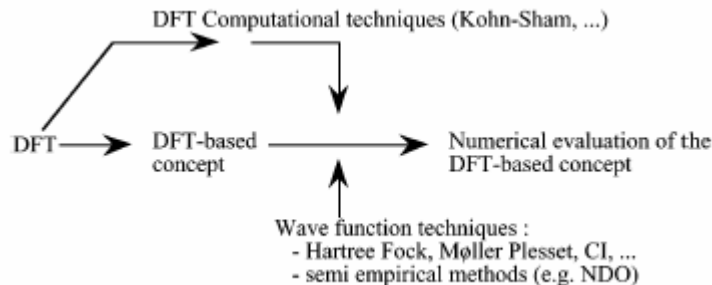 DFT Computational techniques (Kohn-Sham, ...)
DFT
DFT-based
concept
Numerical evaluation of the
DFT-based concept
Wave function techniques :
- Hartree Fock, Møller Plesset, CI, ...
- semi empirical methods (e.g. NDO)